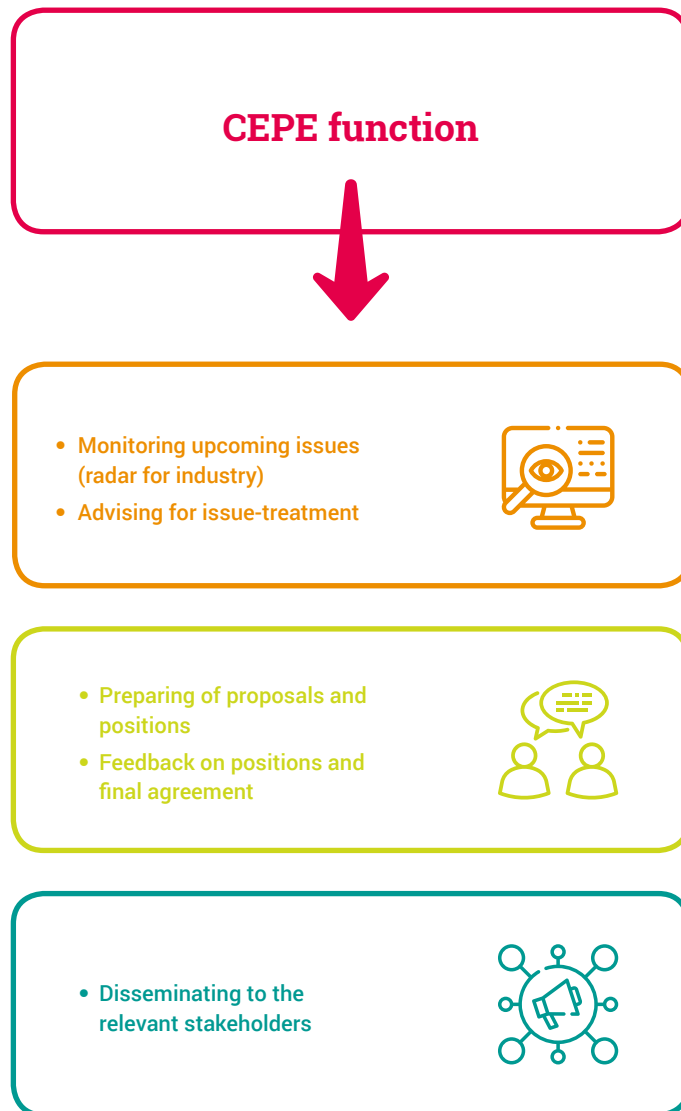 CEPE function
• Monitoring upcoming issues
(radar for industry)
• Advising for issue-treatment
• Preparing of proposals and
positions
• Feedback on positions and
final agreement
• Disseminating to the
relevant stakeholders